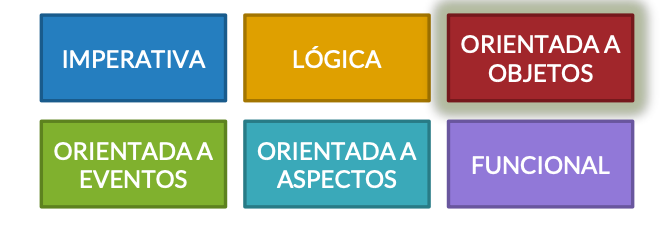 IMPERATIVA
LÓGICA
ORIENTADA A
OBJETOS
ORIENTADA A
EVENTOS
ORIENTADA A
ASPECTOS
FUNCIONAL